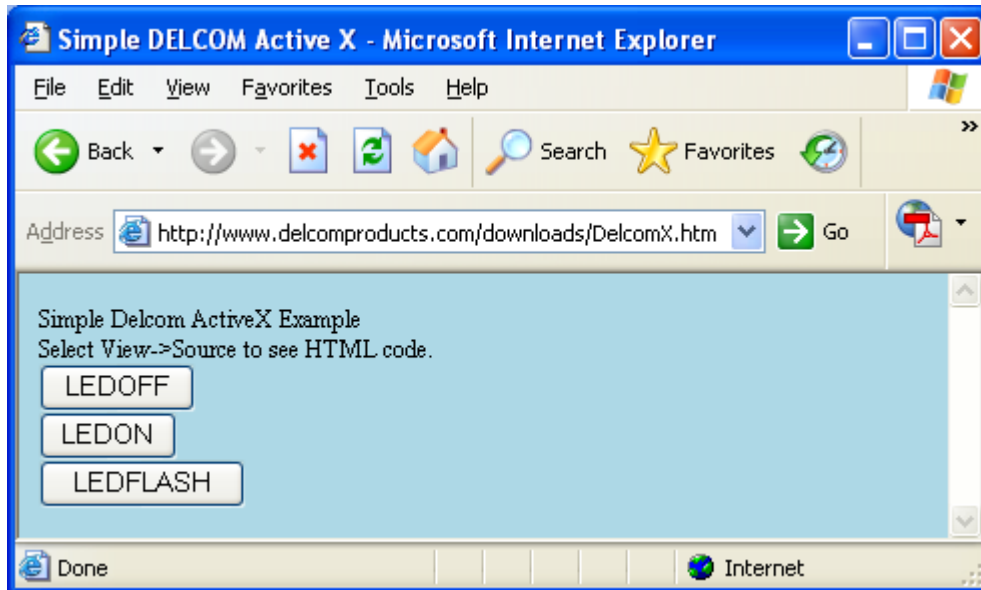 Simple DELCOM Active X - Microsoft Internet Explorer
File Edit View Favorites Tools Help
Back Search Favorites »
Address http://www.delcomproducts.com/downloads/DelcomX.htm Go
Simple Delcom ActiveX Example
Select View->Source to see HTML code.
LEDOFF
LEDON
LEDFLASH
Done Internet